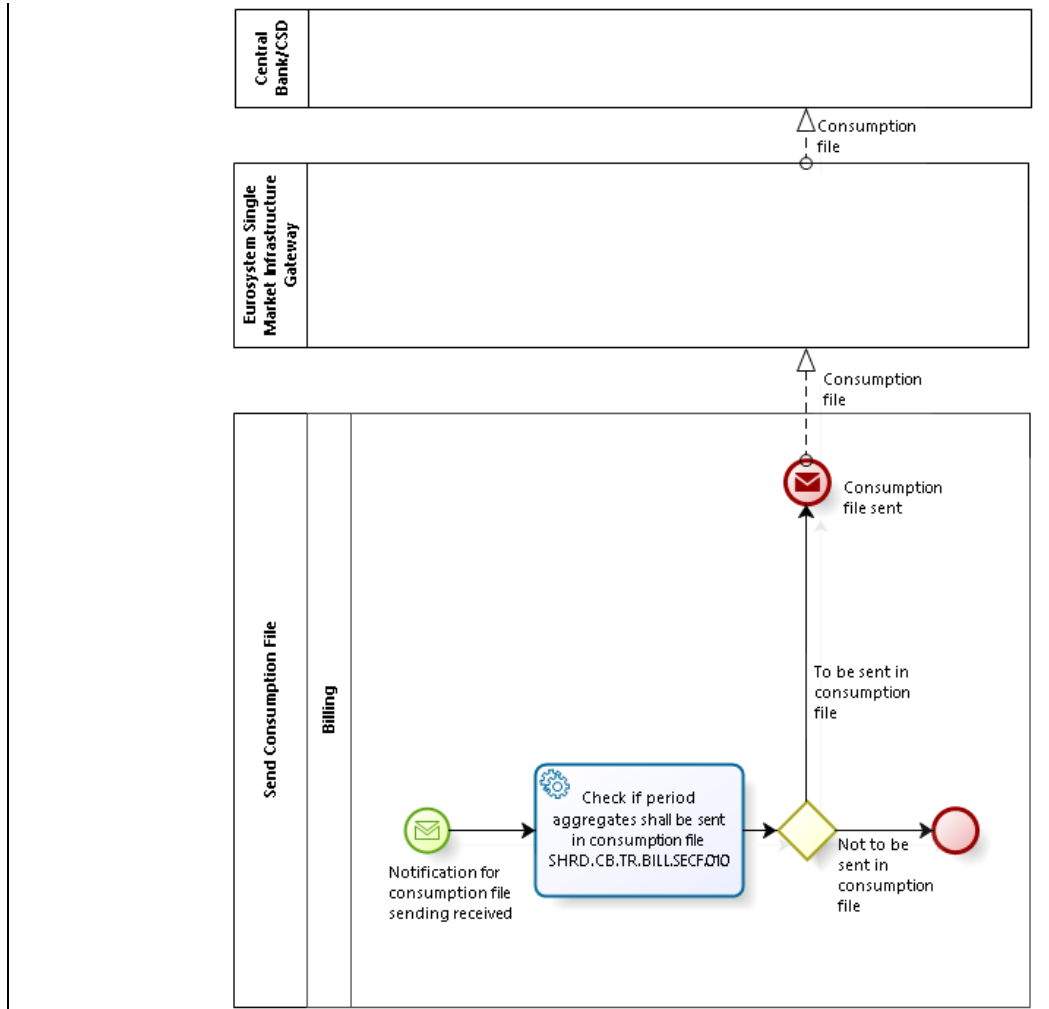 Central
Bank/CSD
Consumption
file
Eurosystem Single
Market Infrastructure
Gateway
Consumption
file
Send Consumption File
Billing
Consumption
file sent
To be sent in
consumption
file
Check if period
aggregates shall be sent
in consumption file
SHRD.CB.TR.BILL.SECF.010
Notification for
consumption file
sending received
Not to be
sent in
consumption
file